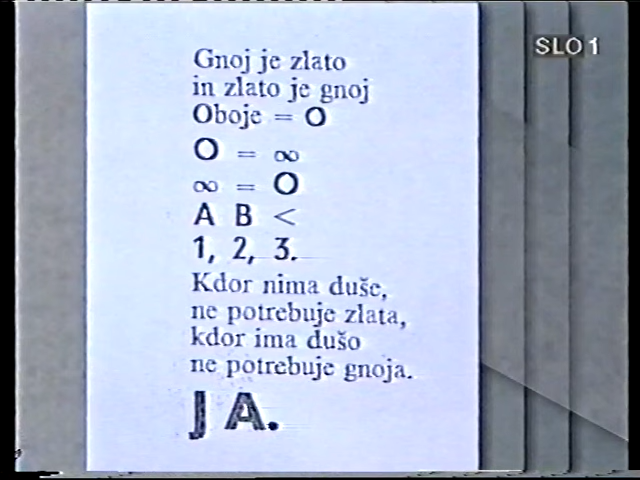 SLO 1
Gnoj je zlato
in zlato je gnoj
Oboje = O
O = ∞
∞ = O
A B <
1, 2, 3.
Kdor nima duše,
ne potrebuje zlata,
kdor ima dušo
ne potrebuje gnoja.
J A.